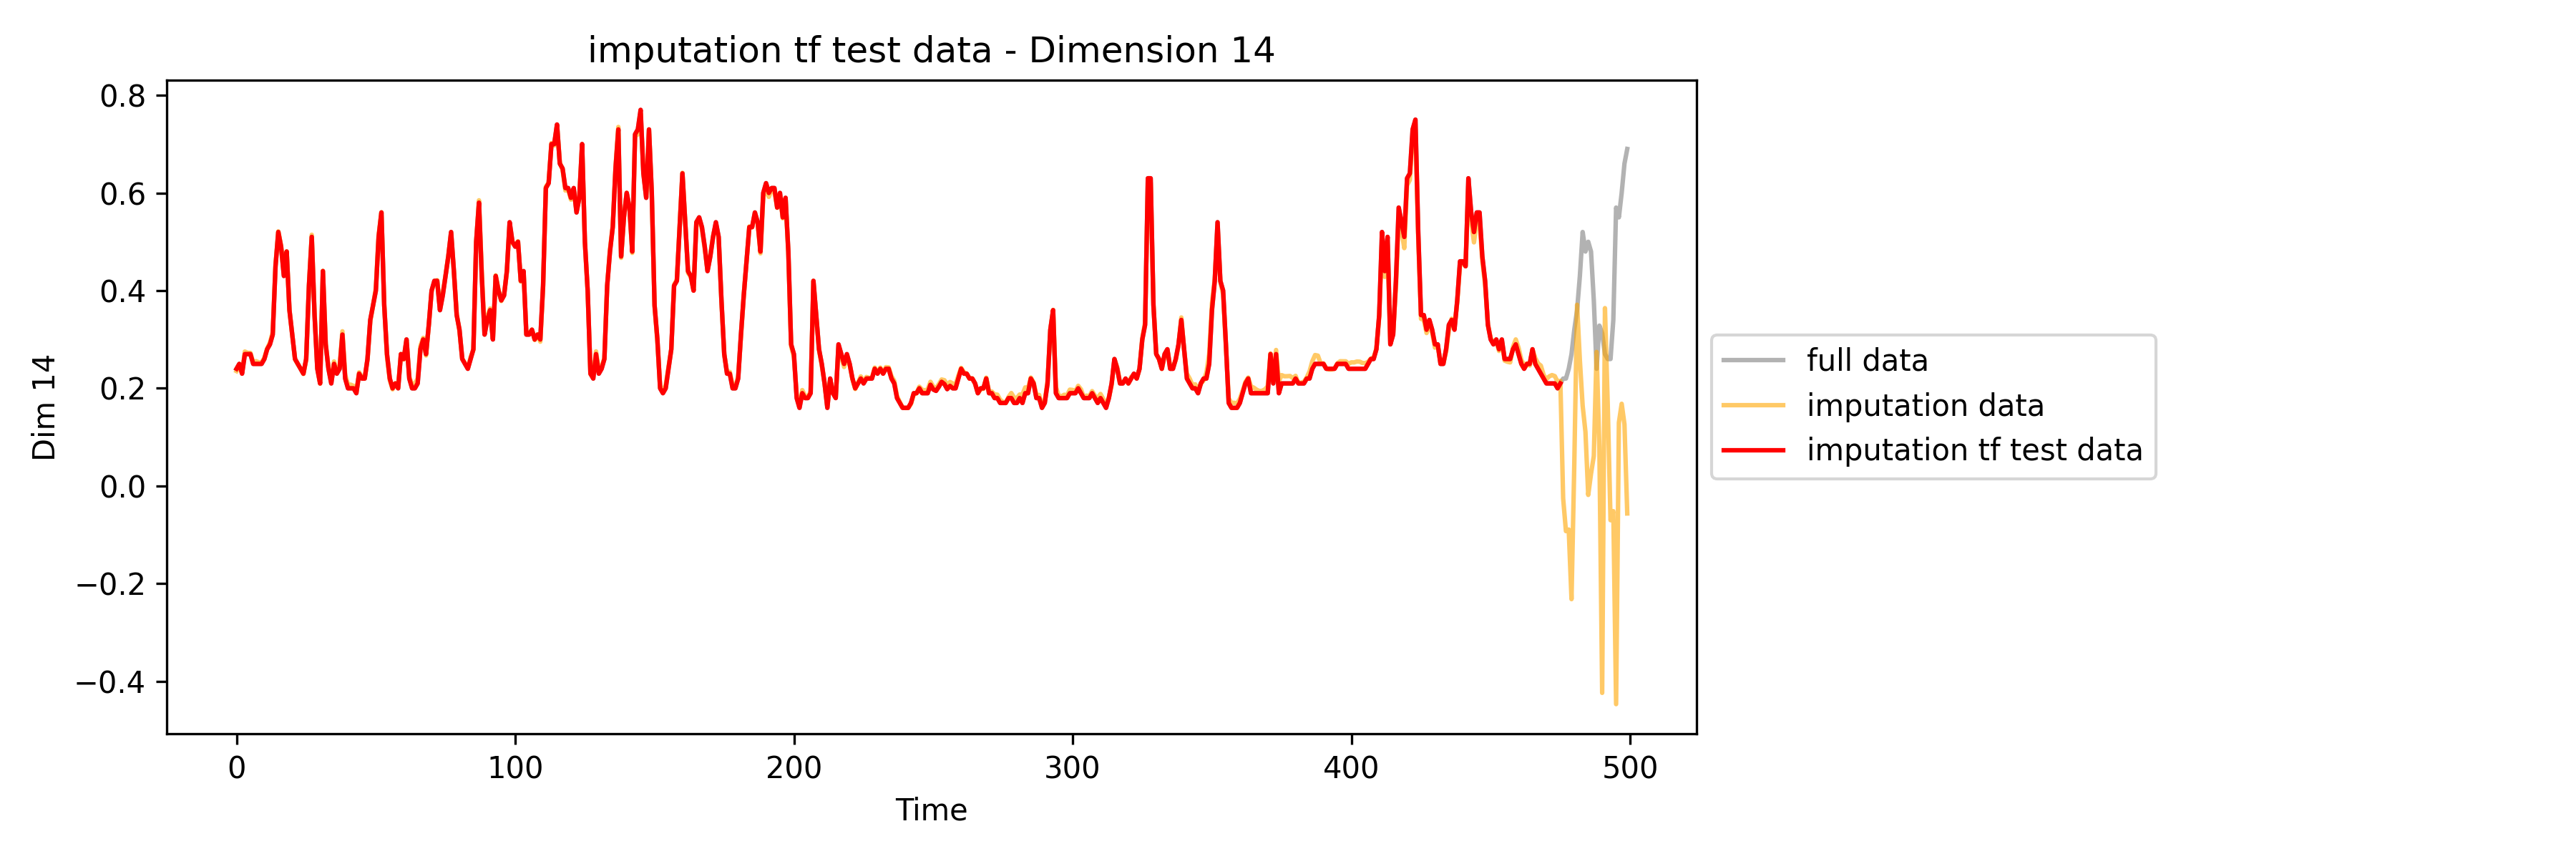 imputation tf test data - Dimension 14
0.8
0.6
0.4
0.2
0.0
−0.2
−0.4
Dim 14
0 100 200 300 400 500
Time
full data
imputation data
imputation tf test data